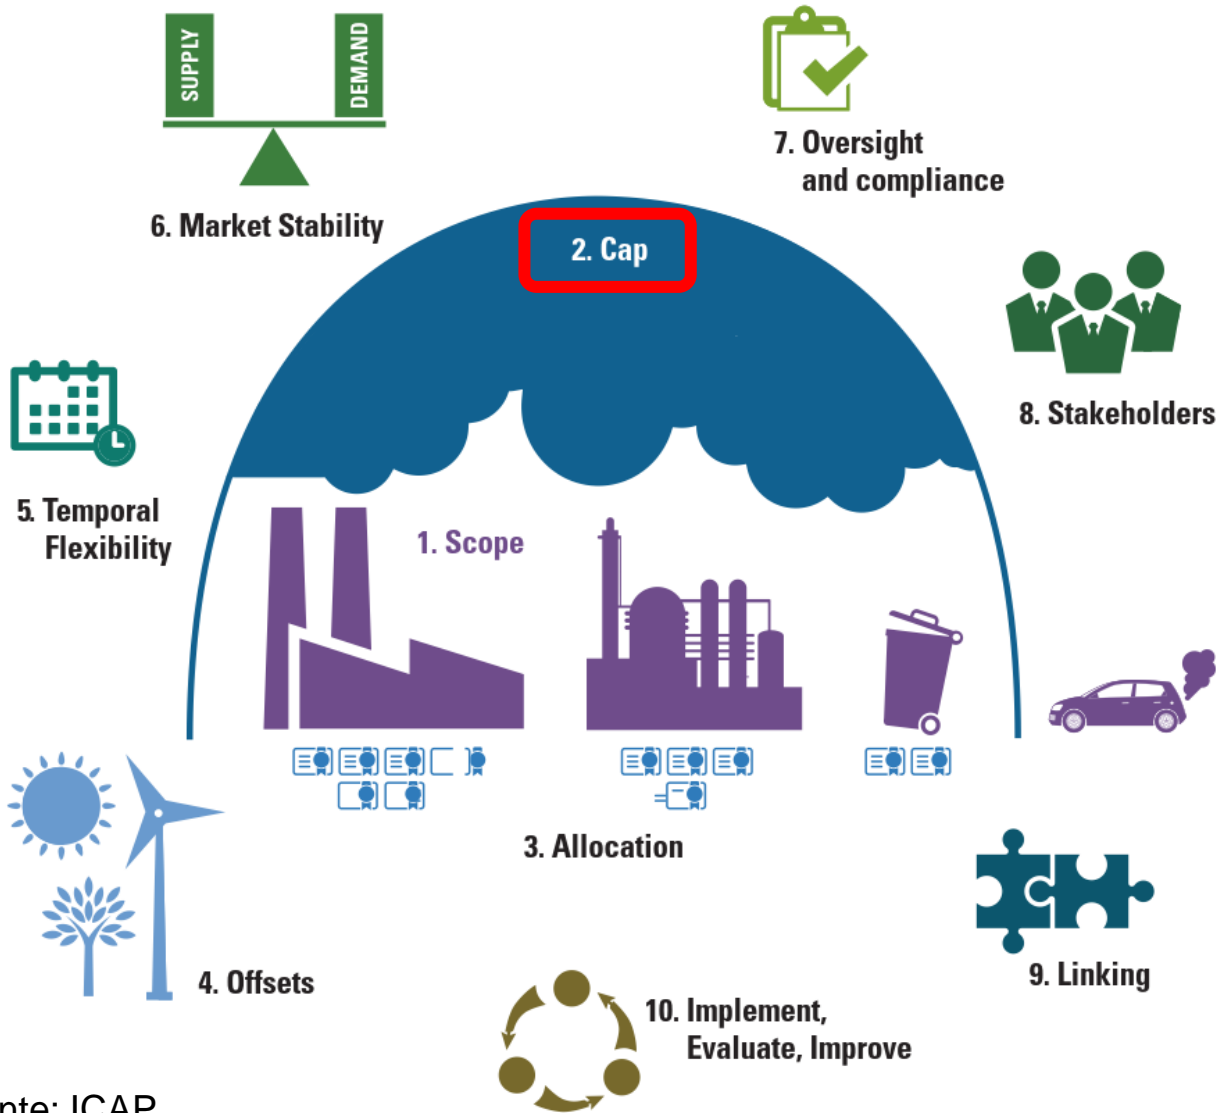 SUPPLY
DEMAND
6. Market Stability
7. Oversight
and compliance
2. Cap
8. Stakeholders
5. Temporal
Flexibility
1. Scope
3. Allocation
4. Offsets
9. Linking
10. Implement,
Evaluate, Improve
nte: ICAP